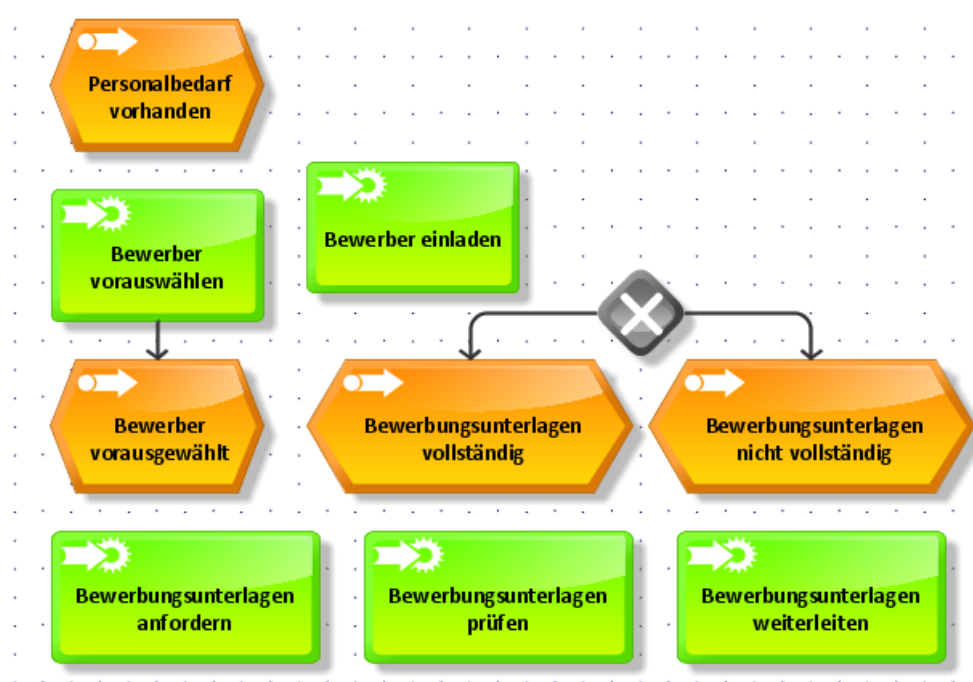 Personalbedarf
vorhanden
Bewerber
vorauswählen
Bewerber einladen
Bewerber
vorausgewählt
Bewerbungsunterlagen
vollständig
Bewerbungsunterlagen
nicht vollständig
Bewerbungsunterlagen
anfordern
Bewerbungsunterlagen
prüfen
Bewerbungsunterlagen
weiterleiten